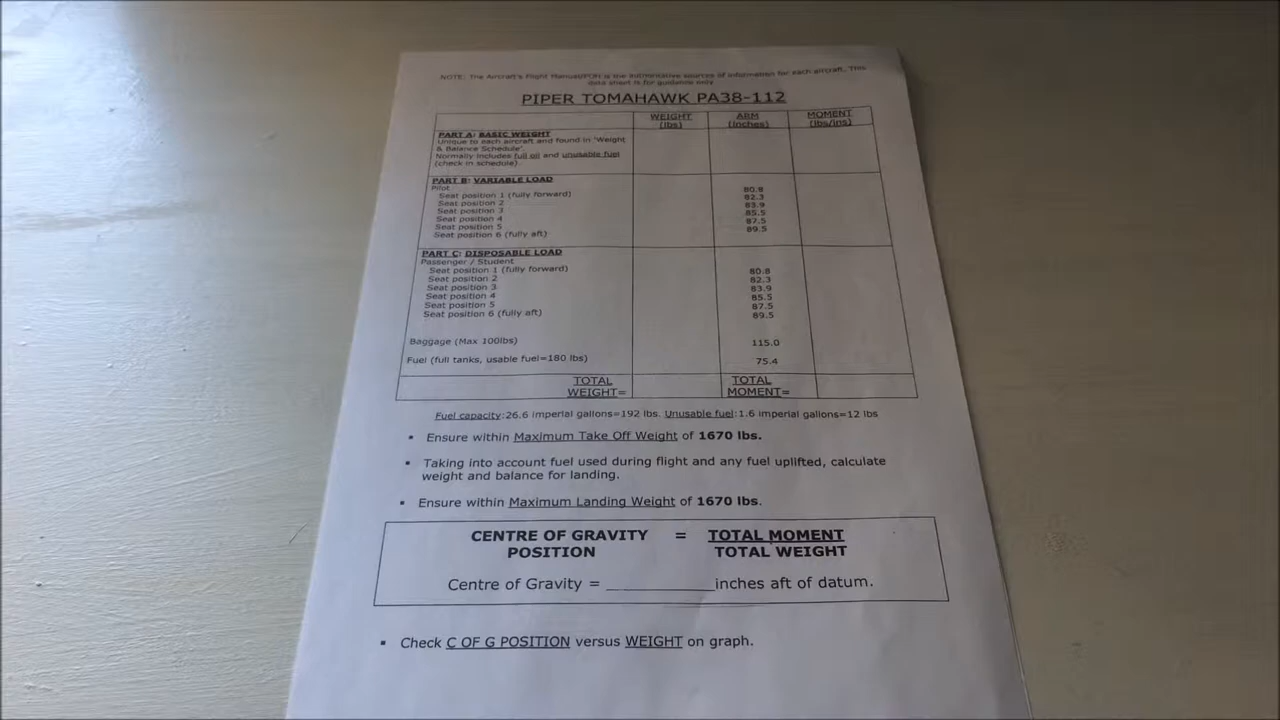 NOTE: The Aircraft's Flight Manual/POH is the authoritative sources of information for each aircraft. This
data sheet is for guidance only
PIPER TOMAHAWK PA38-112
WEIGHT (lbs) ARM (inches) MOMENT (lbs/ins)
PART A: BASIC WEIGHT
Unique to each aircraft and found in "Weight
& Balance Schedule".
Normally includes full oil and unusable fuel
(check in schedule).
PART B: VARIABLE LOAD
Pilot
Seat position 1 (fully forward) 80.8
Seat position 2 82.3
Seat position 3 83.9
Seat position 4 85.5
Seat position 5 87.5
Seat position 6 (fully aft) 89.5
PART C: DISPOSABLE LOAD
Passenger / Student
Seat position 1 (fully forward) 80.8
Seat position 2 82.3
Seat position 3 83.9
Seat position 4 85.5
Seat position 5 87.5
Seat position 6 (fully aft) 89.5
Baggage (Max 100lbs) 115.0
Fuel (full tanks, usable fuel=180 lbs) 75.4
TOTAL WEIGHT= TOTAL MOMENT=
Fuel capacity:26.6 imperial gallons=192 lbs. Unusable fuel:1.6 imperial gallons=12 lbs
▪ Ensure within Maximum Take Off Weight of 1670 lbs.
▪ Taking into account fuel used during flight and any fuel uplifted, calculate
weight and balance for landing.
▪ Ensure within Maximum Landing Weight of 1670 lbs.
CENTRE OF GRAVITY = TOTAL MOMENT
POSITION TOTAL WEIGHT
Centre of Gravity = __________inches aft of datum.
▪ Check C OF G POSITION versus WEIGHT on graph.